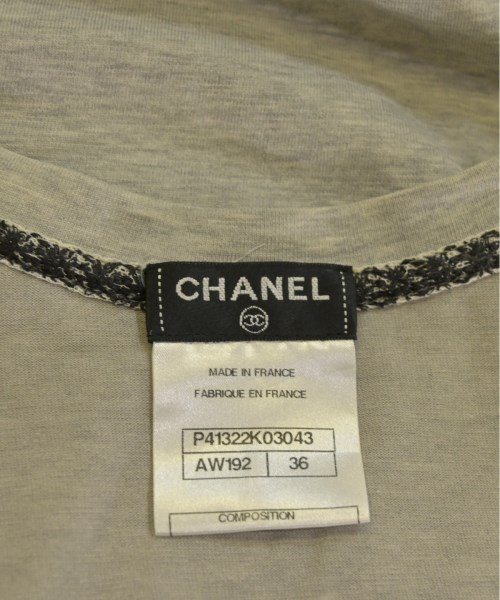 CHANEL
MADE IN FRANCE
FABRIQUE EN FRANCE
P41322K03043
AW192 36
COMPOSITION